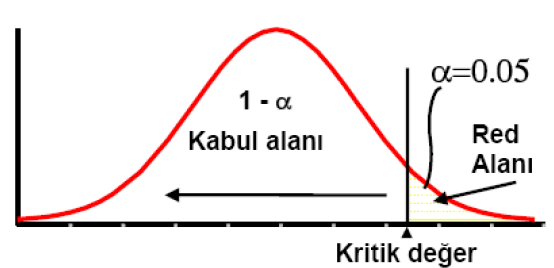 α=0.05
1 - α
Kabul alanı
Red
Alanı
Kritik değer